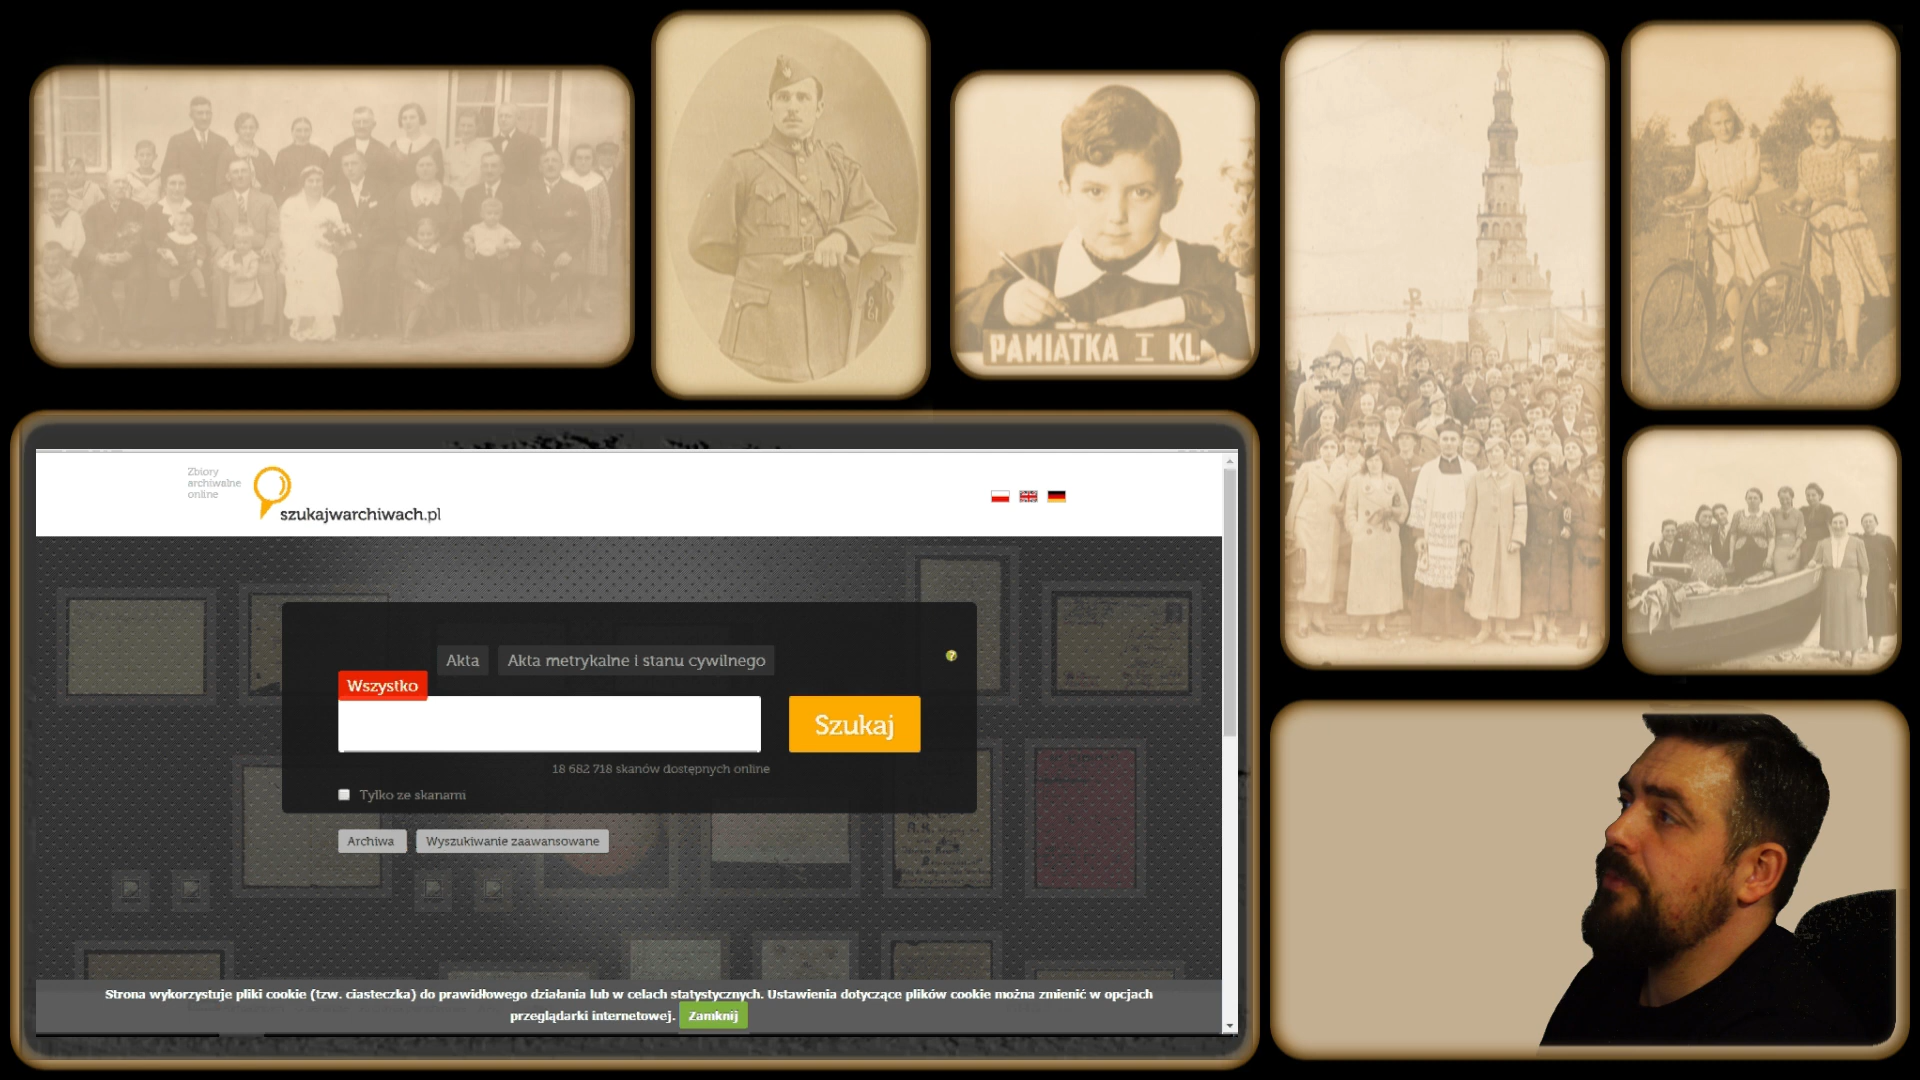 PAMIĄTKA I KL.
Zbiory
archiwalne
online
szukajwarchiwach.pl
Akta
Akta metrykalne i stanu cywilnego
Wszystko
Szukaj
18 682 718 skanów dostępnych online
Tylko ze skanami
Archiwa
Wyszukiwanie zaawansowane
Strona wykorzystuje pliki cookie (tzw. ciasteczka) do prawidłowego działania lub w celach statystycznych. Ustawienia dotyczące plików cookie można zmienić w opcjach
przeglądarki internetowej. Zamknij